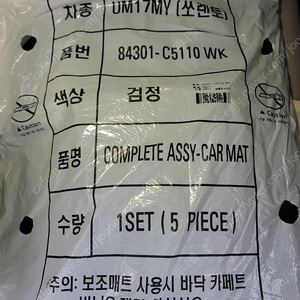 차종 UM17MY (쏘렌토)
품번 84301-C5110 WK
색상 검정
품명 COMPLETE ASSY-CAR MAT
수량 1SET ( 5 PIECE )
주의: 보조매트 사용시 바닥 카페트
Caution
Caution